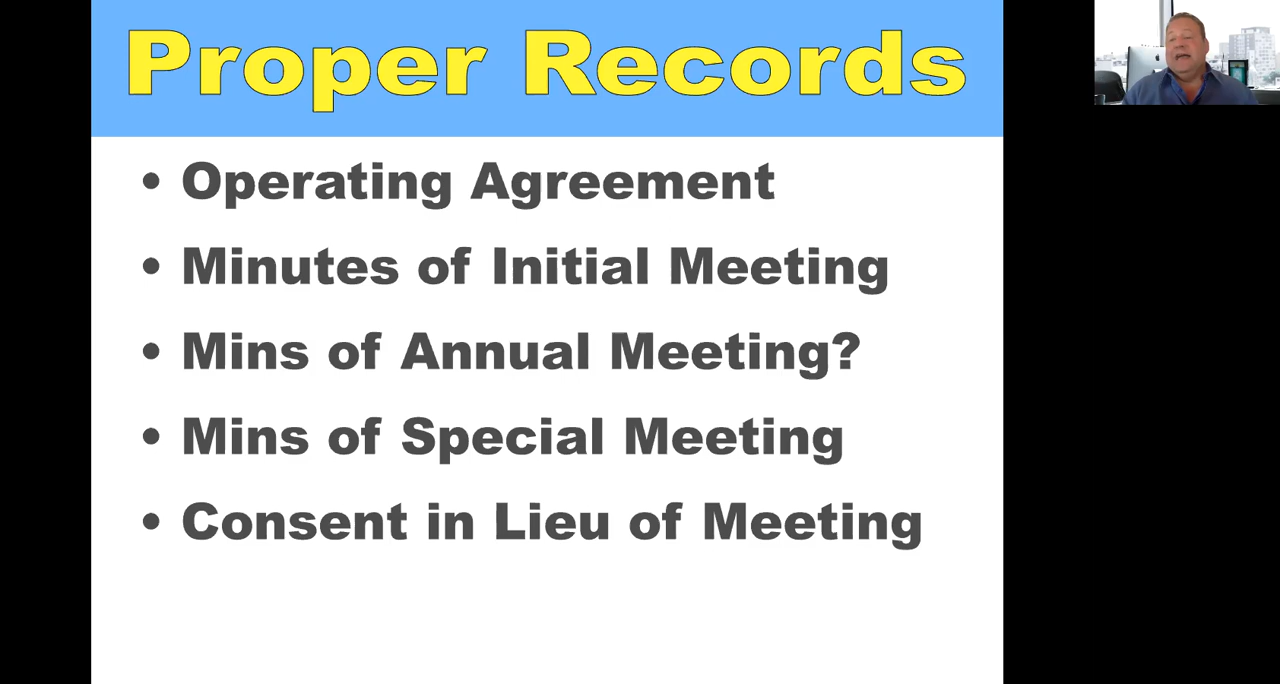 Proper Records
• Operating Agreement
• Minutes of Initial Meeting
• Mins of Annual Meeting?
• Mins of Special Meeting
• Consent in Lieu of Meeting